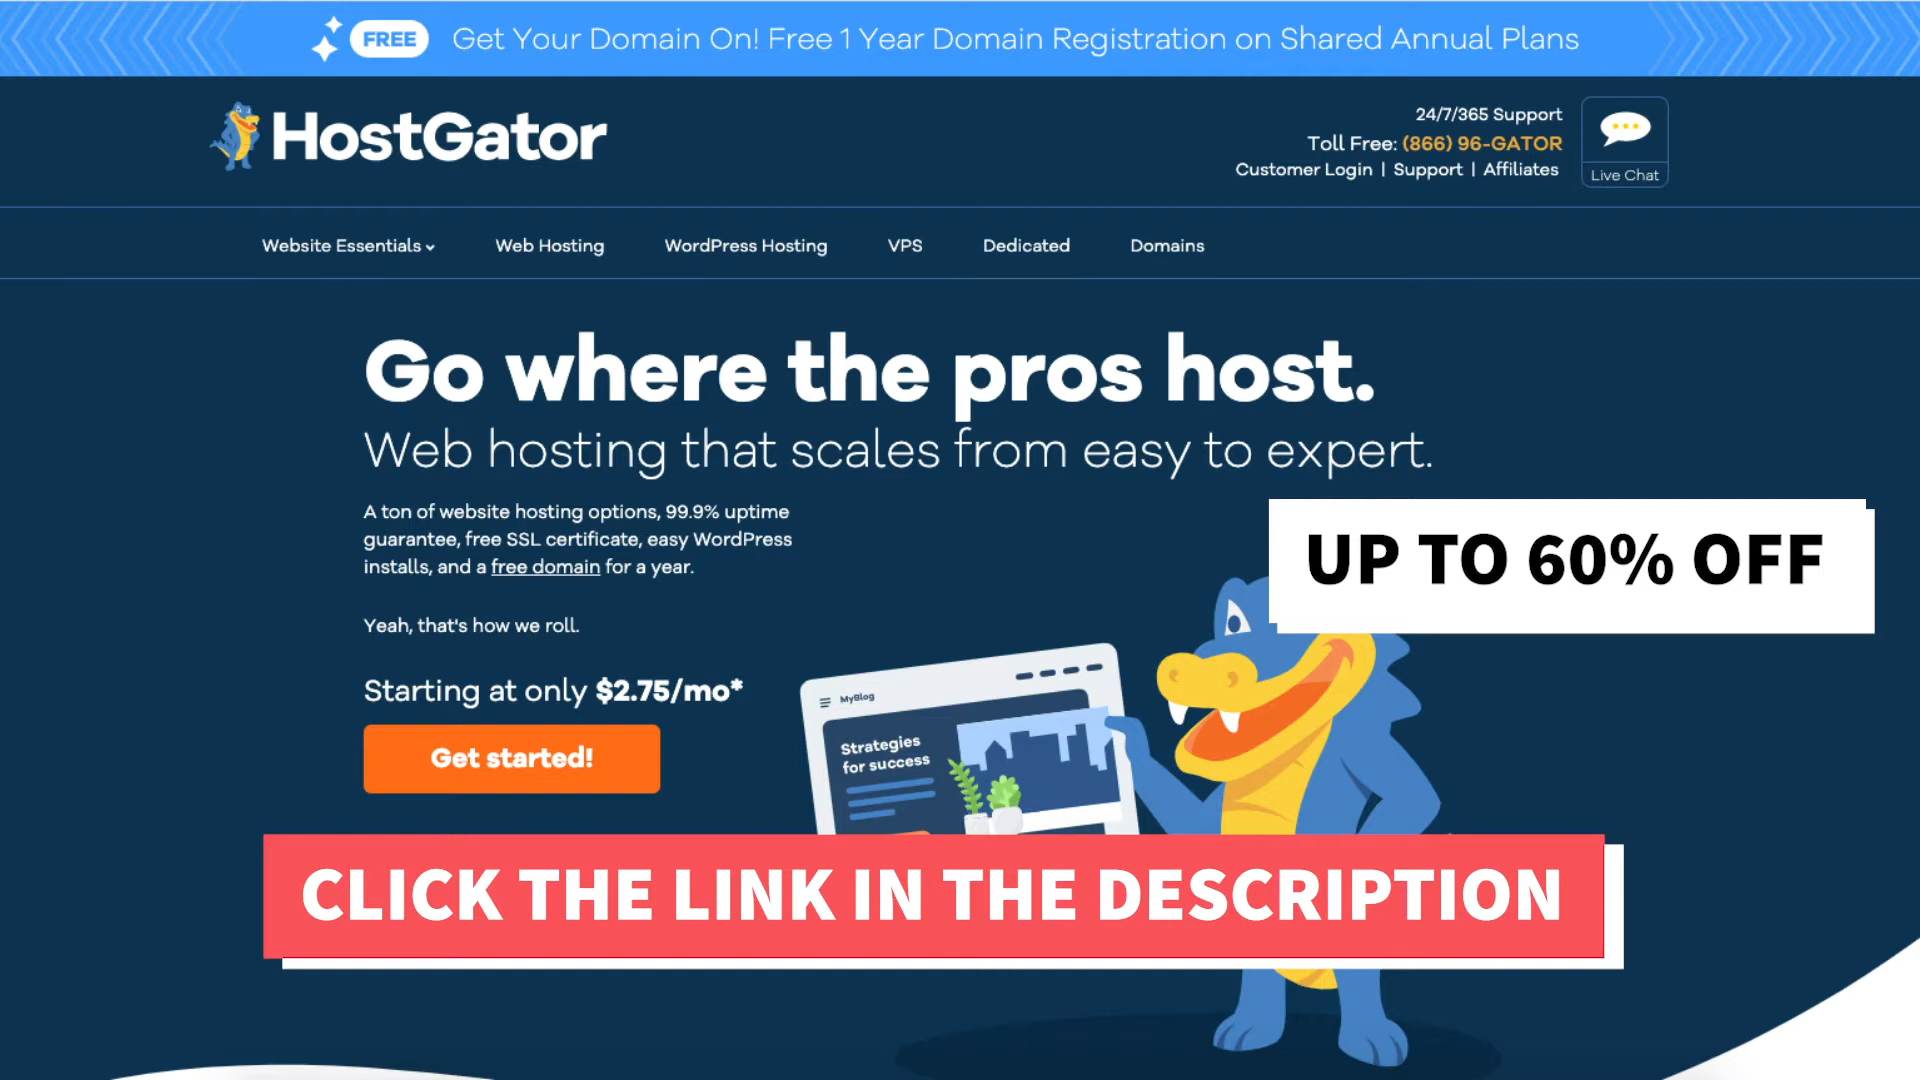 FREE Get Your Domain On! Free 1 Year Domain Registration on Shared Annual Plans
HostGator
24/7/365 Support
Toll Free: (866) 96-GATOR
Customer Login | Support | Affiliates
Live Chat
Website Essentials
Web Hosting
WordPress Hosting
VPS
Dedicated
Domains
Go where the pros host.
Web hosting that scales from easy to expert.
A ton of website hosting options, 99.9% uptime
guarantee, free SSL certificate, easy WordPress
installs, and a free domain for a year.
UP TO 60% OFF
Yeah, that's how we roll.
Starting at only $2.75/mo*
Get started!
MyBlog
Strategies
for success
CLICK THE LINK IN THE DESCRIPTION